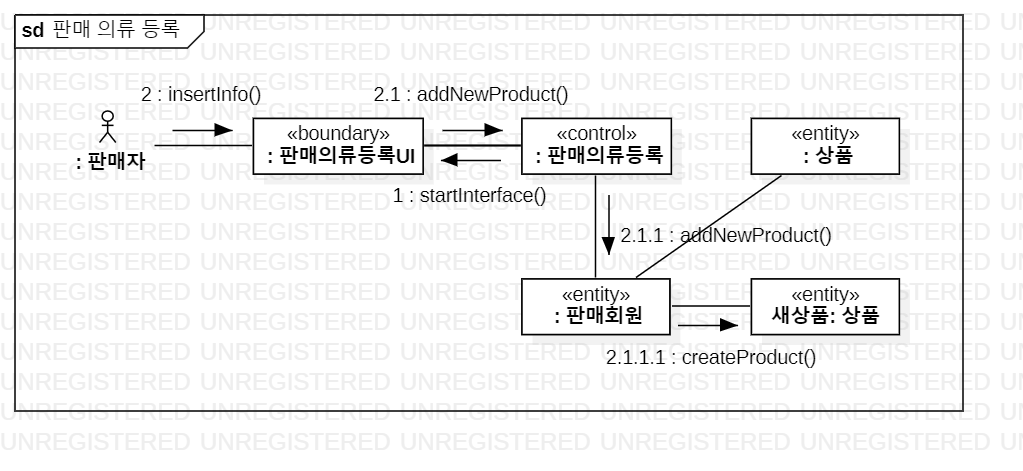 sd 판매 의류 등록
2 : insertInfo()
2.1 : addNewProduct()
: 판매자
«boundary»
: 판매의류등록UI
«control»
: 판매의류등록
«entity»
: 상품
1 : startInterface()
2.1.1 : addNewProduct()
«entity»
: 판매회원
«entity»
새상품: 상품
2.1.1.1 : createProduct()
UNREGISTERED